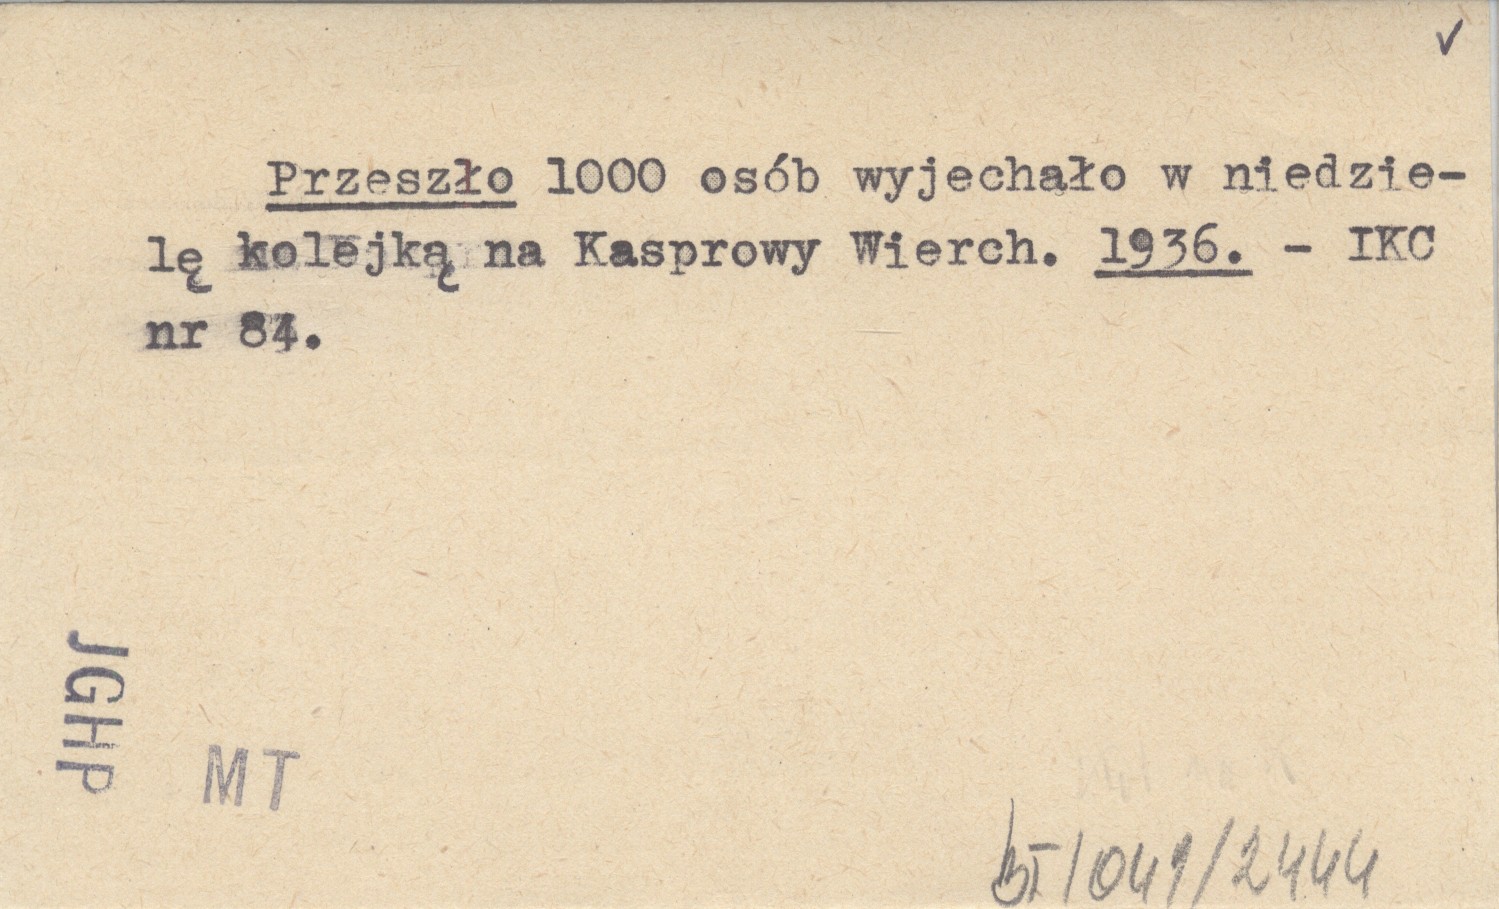 ✓
Przeszło 1000 osób wyjechało w niedzie-
lę kolejką na Kasprowy Wierch. 1936. - IKC
nr 84.
JGHP
MT
BI/041/2444